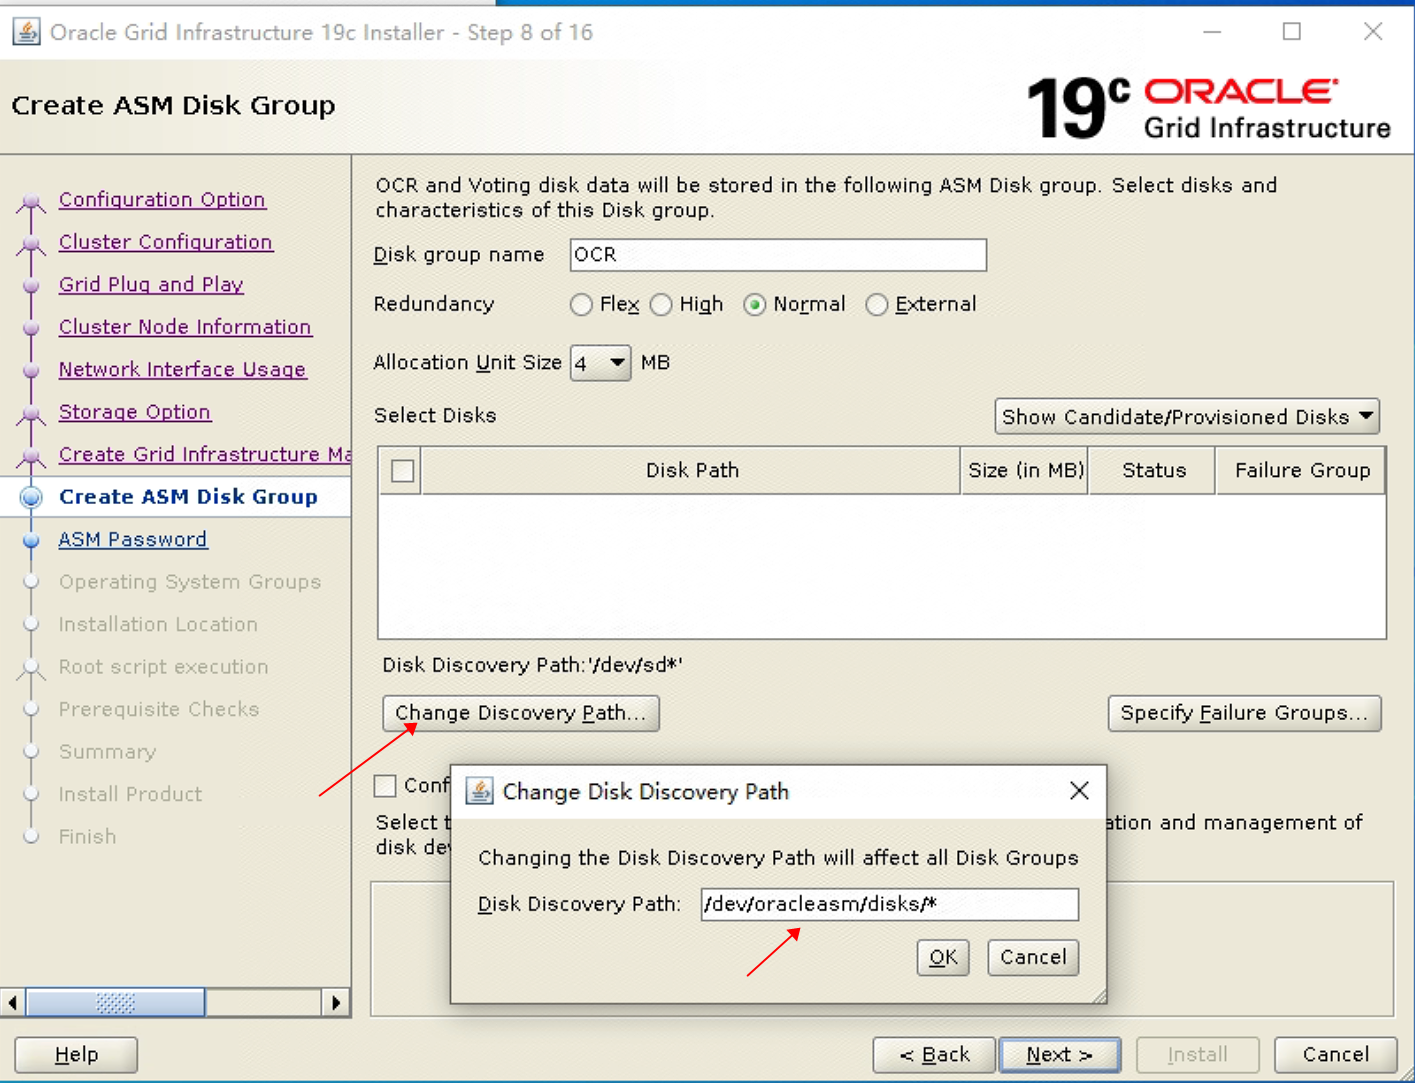 Oracle Grid Infrastructure 19c Installer - Step 8 of 16
Create ASM Disk Group
19c ORACLE
Grid Infrastructure
Configuration Option
Cluster Configuration
Grid Plug and Play
Cluster Node Information
Network Interface Usage
Storage Option
Create Grid Infrastructure Ma
Create ASM Disk Group
ASM Password
Operating System Groups
Installation Location
Root script execution
Prerequisite Checks
Summary
Install Product
Finish
OCR and Voting disk data will be stored in the following ASM Disk group. Select disks and
characteristics of this Disk group.
Disk group name OCR
Redundancy Flex High Normal External
Allocation Unit Size 4 MB
Select Disks Show Candidate/Provisioned Disks
Disk Path Size (in MB) Status Failure Group
Disk Discovery Path:'/dev/sd*'
Change Discovery Path... Specify Failure Groups...
Conf
Select t
ation and management of
disk de
Change Disk Discovery Path
Changing the Disk Discovery Path will affect all Disk Groups
Disk Discovery Path: /dev/oracleasm/disks/*
OK Cancel
Help < Back Next > Install Cancel